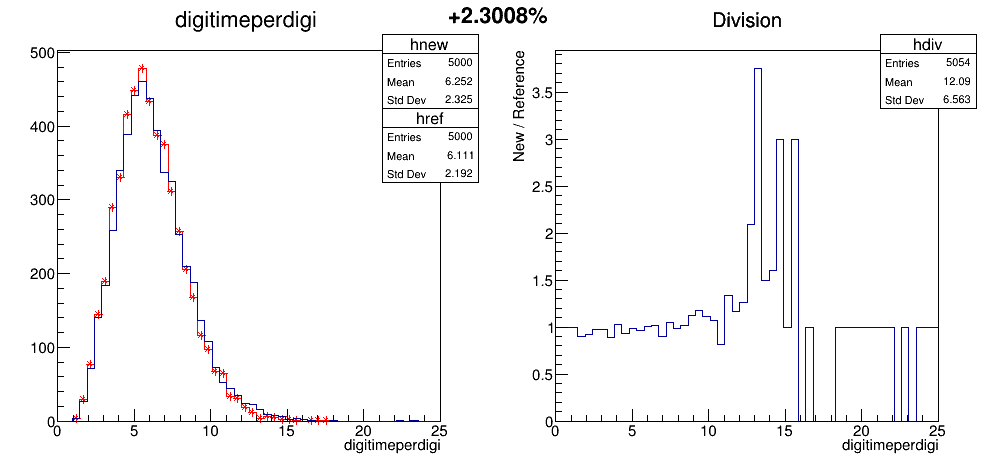 +2.3008%
digitimeperdigi
hnew
Entries 5000
Mean 6.252
Std Dev 2.325
href
Entries 5000
Mean 6.111
Std Dev 2.192
500
400
300
200
100
0
0 5 10 15 20 25
digitimeperdigi
Division
hdiv
Entries 5054
Mean 12.09
Std Dev 6.563
New / Reference
3.5
3
2.5
2
1.5
1
0.5
0
0 5 10 15 20 25
digitimeperdigi